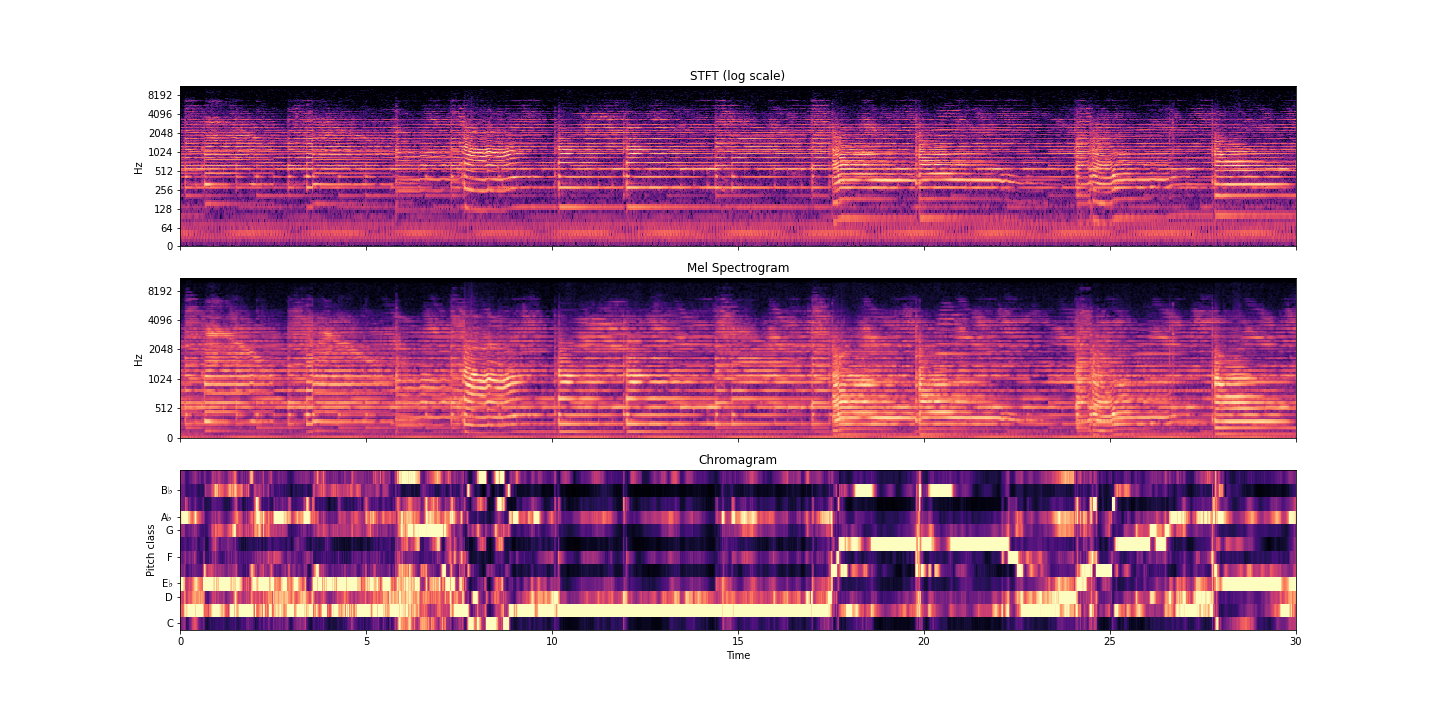 STFT (log scale)
8192
4096
2048
1024
512
256
128
64
0
Hz
Mel Spectrogram
8192
4096
2048
1024
512
0
Hz
Chromagram
B♭
A♭
G
F
E♭
D
C
Pitch class
0 5 10 15 20 25 30
Time